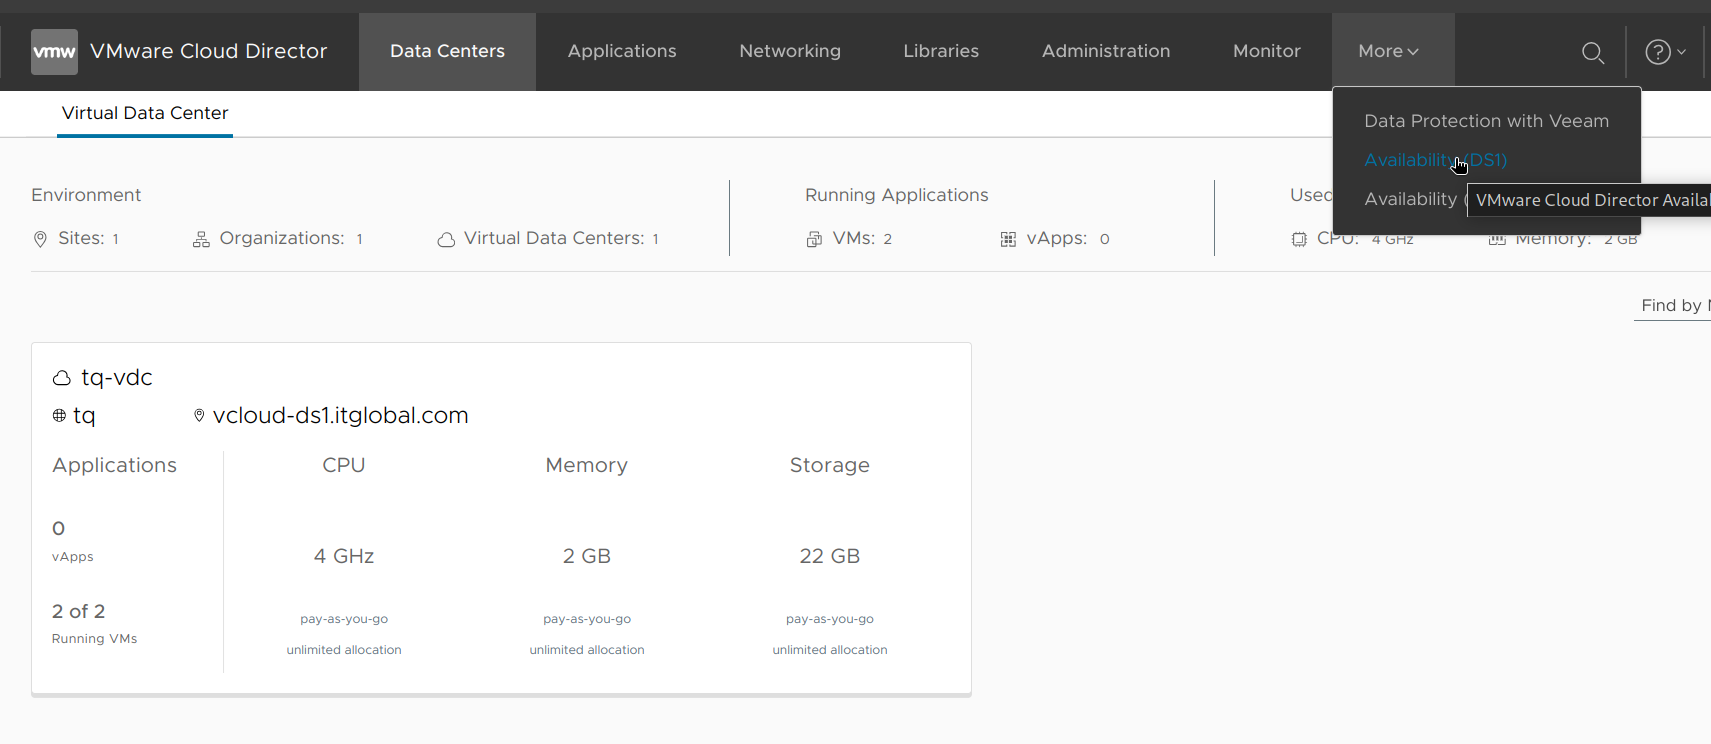 vmw VMware Cloud Director Data Centers Applications Networking Libraries Administration Monitor More
Virtual Data Center
Data Protection with Veeam
Availability (DS1)
Availability (
VMware Cloud Director
Environment Running Applications Used
Sites: 1 Organizations: 1 Virtual Data Centers: 1 VMs: 2 vApps: 0 CPU: 4 GHz Memory: 2 GB
Find by
tq-vdc
tq vcloud-ds1.itglobal.com
Applications CPU Memory Storage
0
vApps
4 GHz 2 GB 22 GB
2 of 2
Running VMs
pay-as-you-go pay-as-you-go pay-as-you-go
unlimited allocation unlimited allocation unlimited allocation